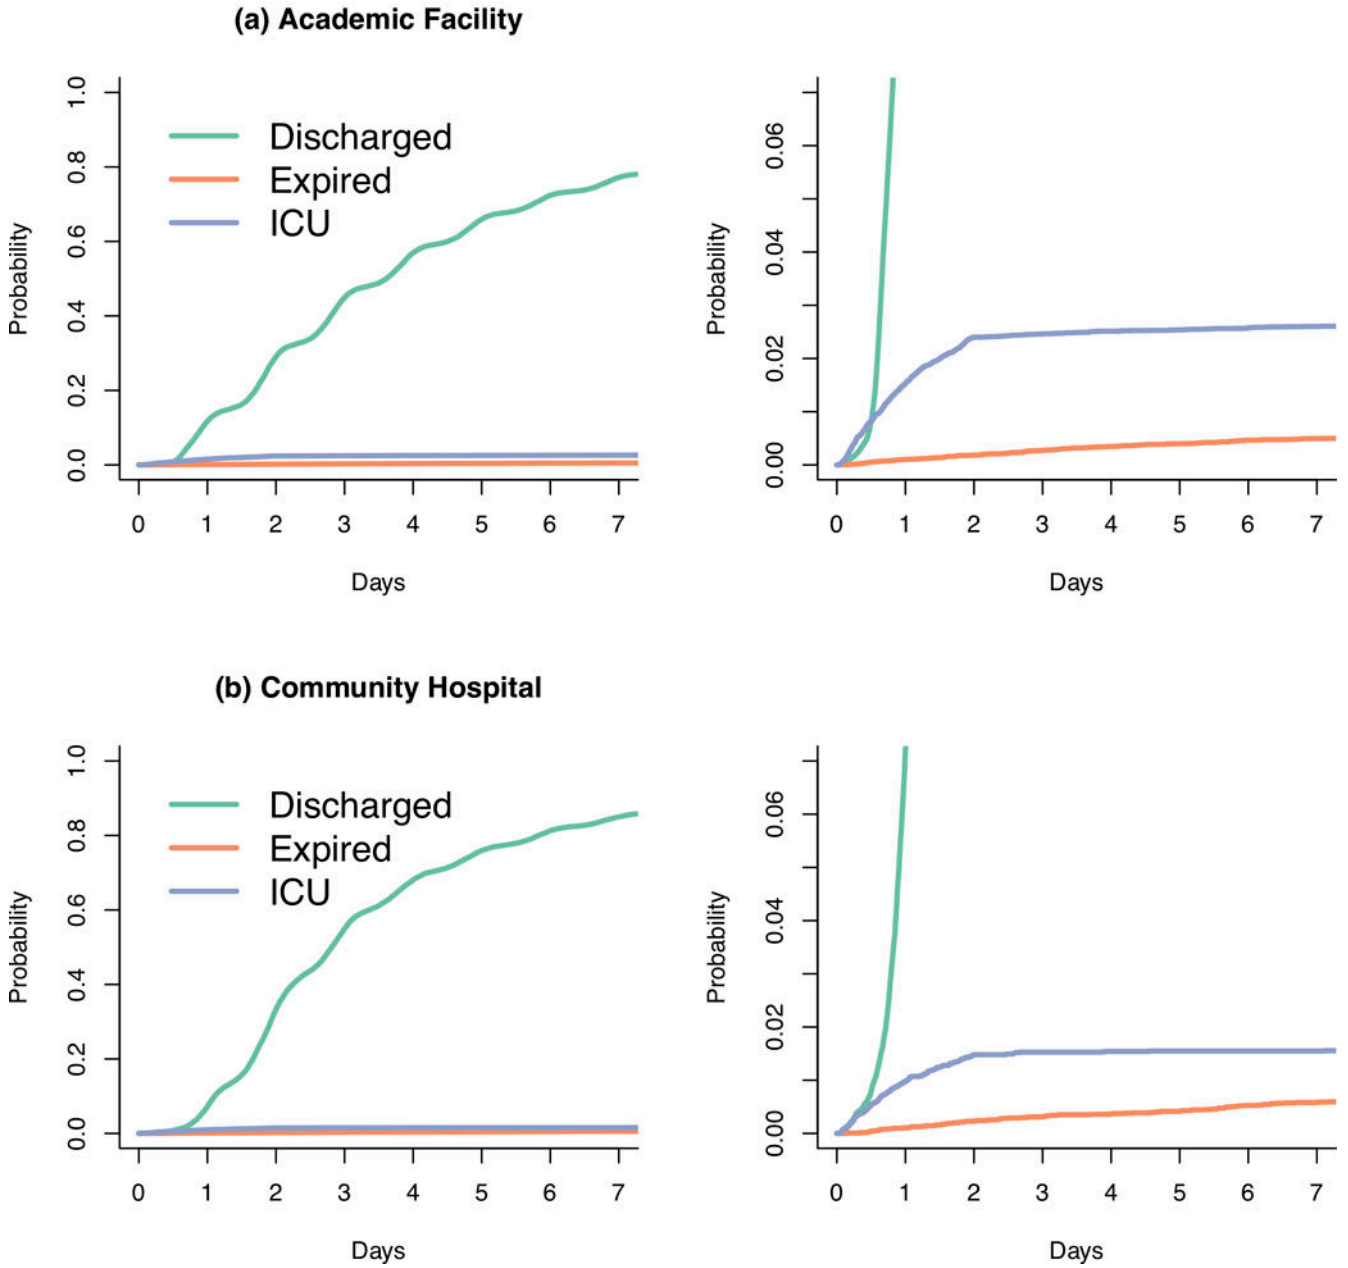 (a) Academic Facility
Probability
1.0
0.8
0.6
0.4
0.2
0.0
Discharged
Expired
ICU
0 1 2 3 4 5 6 7
Days
Probability
0.06
0.04
0.02
0.00
0 1 2 3 4 5 6 7
Days
(b) Community Hospital
Probability
1.0
0.8
0.6
0.4
0.2
0.0
Discharged
Expired
ICU
0 1 2 3 4 5 6 7
Days
Probability
0.06
0.04
0.02
0.00
0 1 2 3 4 5 6 7
Days